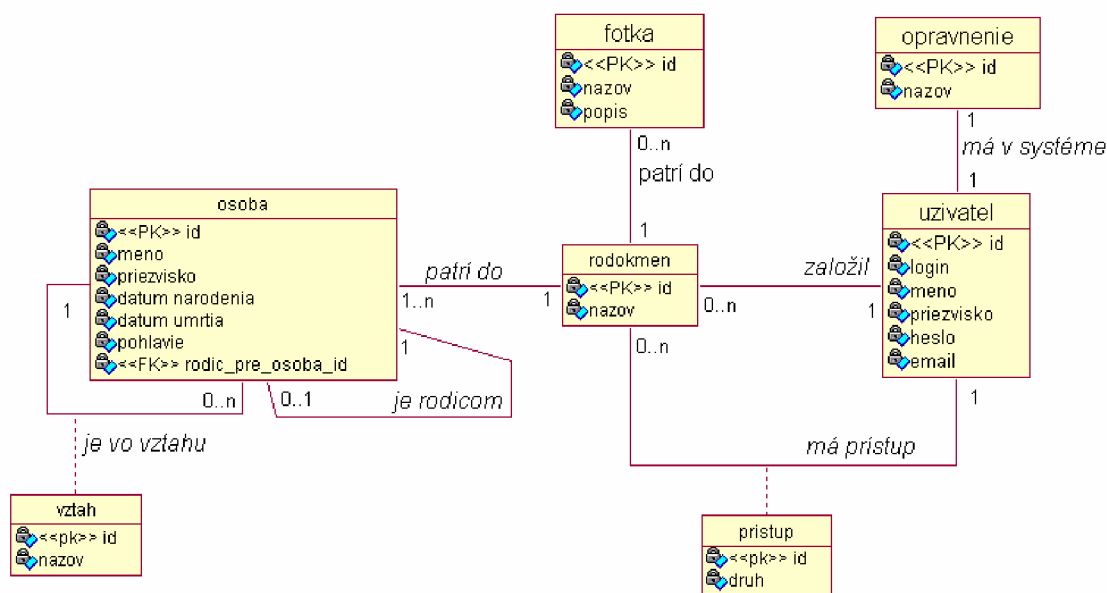 fotka
<<PK>> id
nazov
popis
opravnenie
<<PK>> id
nazov
0..n
patrí do
1
1
má v systéme
1
osoba
<<PK>> id
meno
priezvisko
datum narodenia
datum umrtia
pohlavie
<<FK>> rodic_pre_osoba_id
patrí do
1..n
1
rodokmen
<<PK>> id
nazov
založil
0..n
1
uzivatel
<<PK>> id
login
meno
priezvisko
heslo
email
1
0..n
je vo vztahu
1
0..1
je rodicom
0..n
1
má prístup
vztah
<<pk>> id
nazov
pristup
<<pk>> id
druh